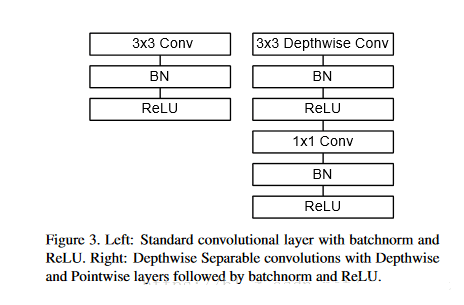 3x3 Conv
BN
ReLU
3x3 Depthwise Conv
BN
ReLU
1x1 Conv
BN
ReLU
Figure 3. Left: Standard convolutional layer with batchnorm and
ReLU. Right: Depthwise Separable convolutions with Depthwise
and Pointwise layers followed by batchnorm and ReLU.